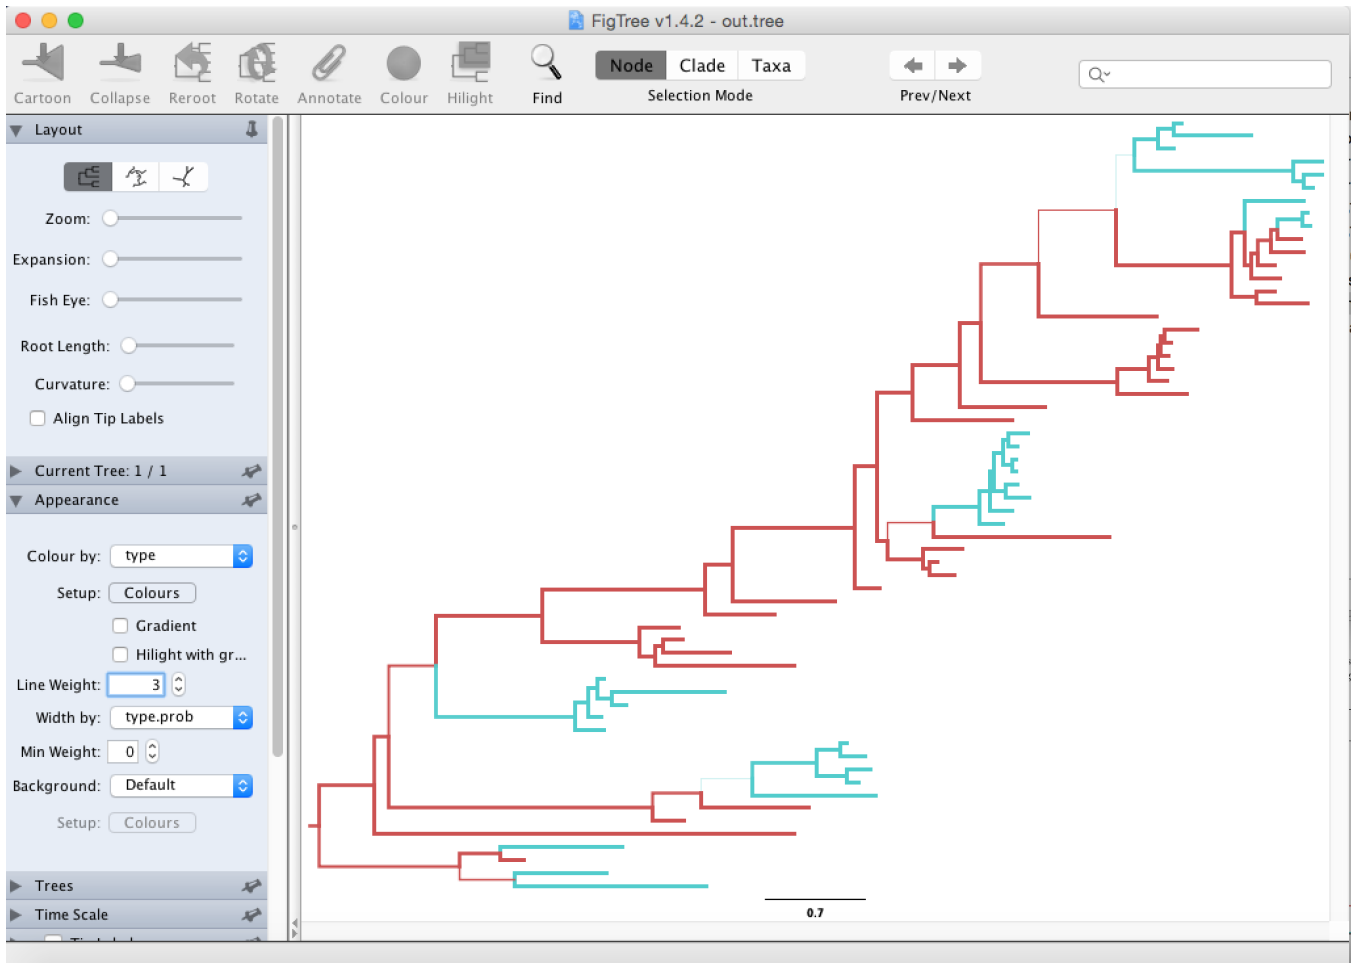 FigTree v1.4.2 - out.tree
Cartoon Collapse Reroot Rotate Annotate Colour Hilight Find
Node Clade Taxa
Selection Mode
Prev/Next
Layout
Zoom:
Expansion:
Fish Eye:
Root Length:
Curvature:
Align Tip Labels
Current Tree: 1 / 1
Appearance
Colour by: type
Setup: Colours
Gradient
Hilight with gr...
Line Weight: 3
Width by: type.prob
Min Weight: 0
Background: Default
Setup: Colours
Trees
Time Scale
0.7